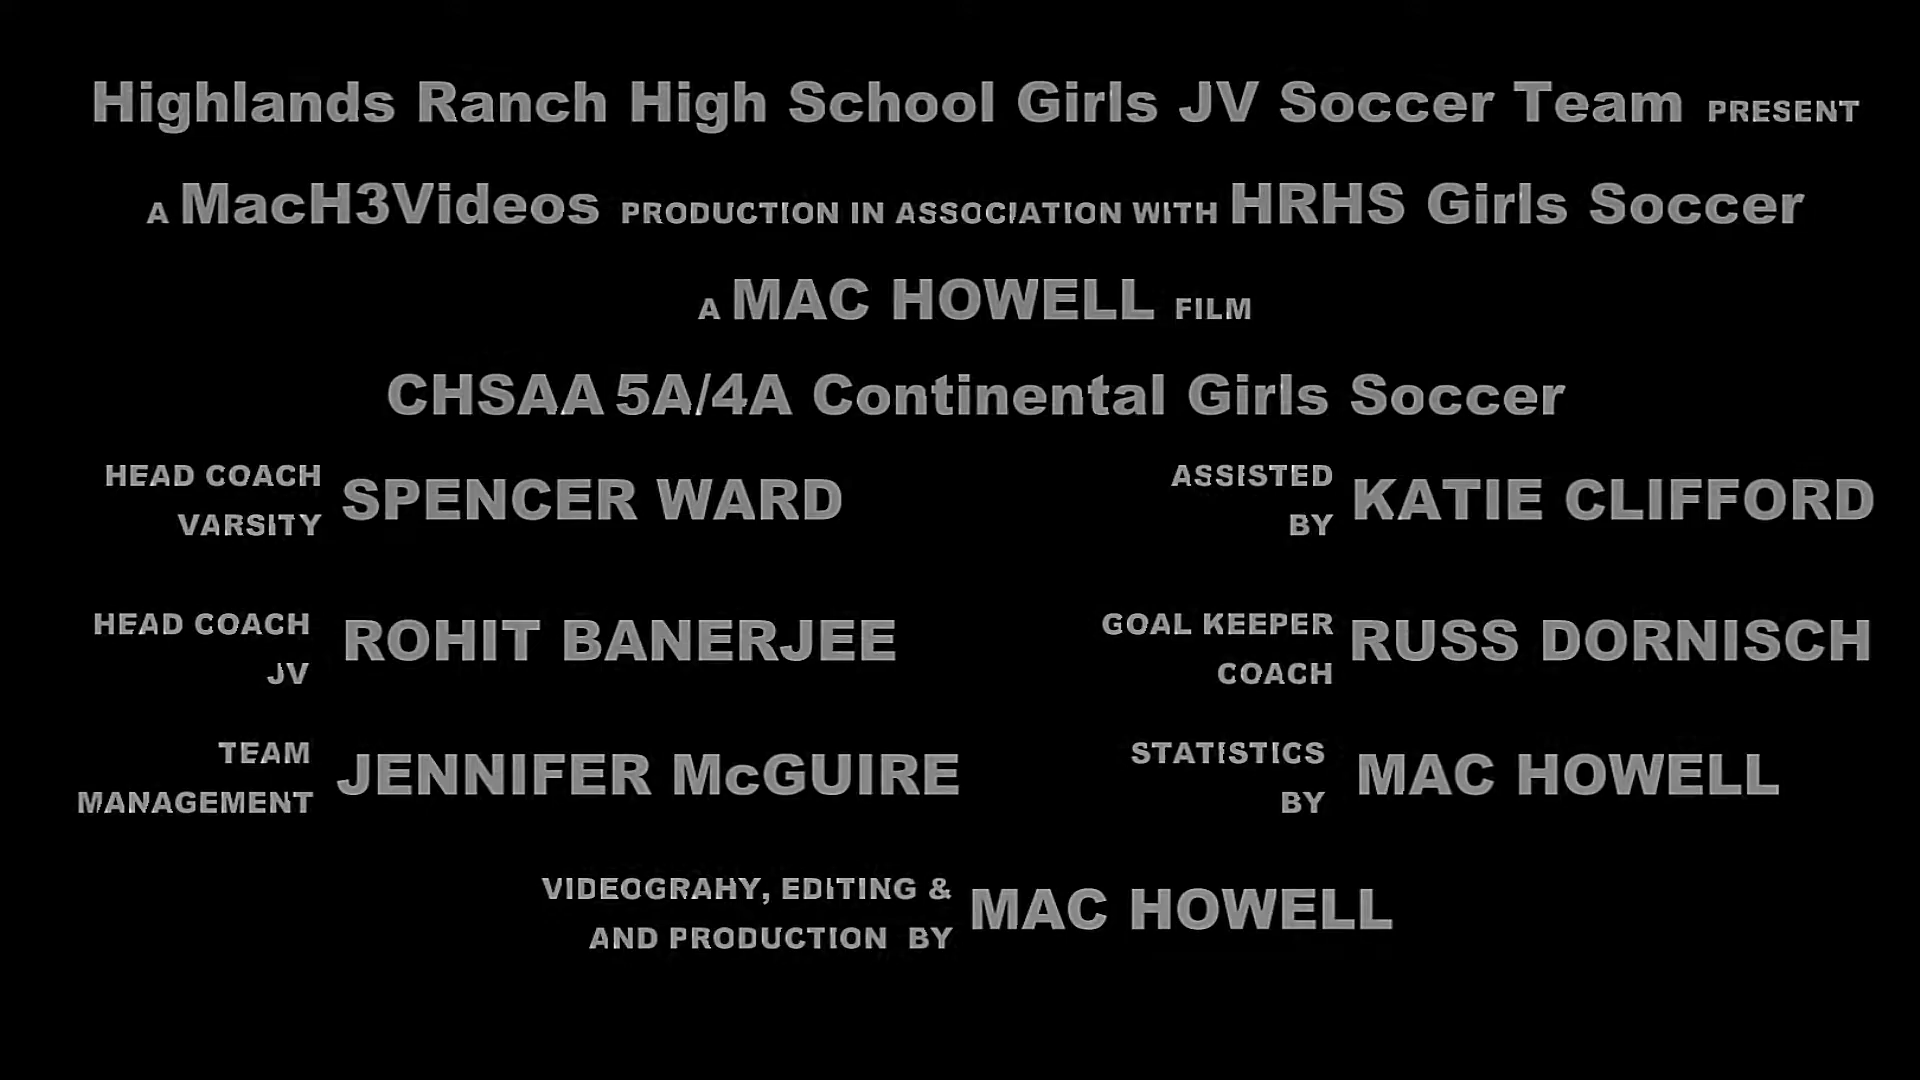 Highlands Ranch High School Girls JV Soccer Team PRESENT
A MacH3Videos PRODUCTION IN ASSOCIATION WITH HRHS Girls Soccer
A MAC HOWELL FILM
CHSAA 5A/4A Continental Girls Soccer
HEAD COACH
VARSITY
SPENCER WARD
ASSISTED
BY
KATIE CLIFFORD
HEAD COACH
JV
ROHIT BANERJEE
GOAL KEEPER
COACH
RUSS DORNISCH
TEAM
MANAGEMENT
JENNIFER McGUIRE
STATISTICS
BY
MAC HOWELL
VIDEOGRAHY, EDITING &
AND PRODUCTION BY
MAC HOWELL